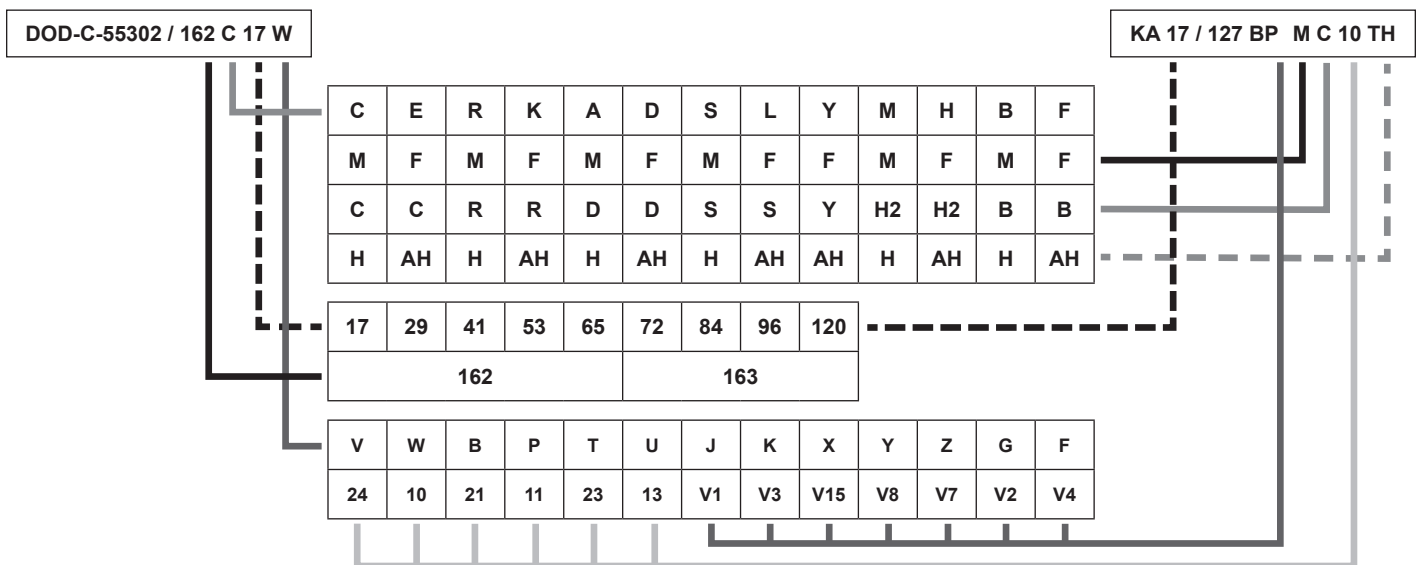 DOD-C-55302 / 162 C 17 W
KA 17 / 127 BP M C 10 TH
C E R K A D S L Y M H B F
M F M F M F M F F M F M F
C C R R D D S S Y H2 H2 B B
H AH H AH H AH H AH AH H AH H AH
17 29 41 53 65 72 84 96 120
162 163
V W B P T U J K X Y Z G F
24 10 21 11 23 13 V1 V3 V15 V8 V7 V2 V4